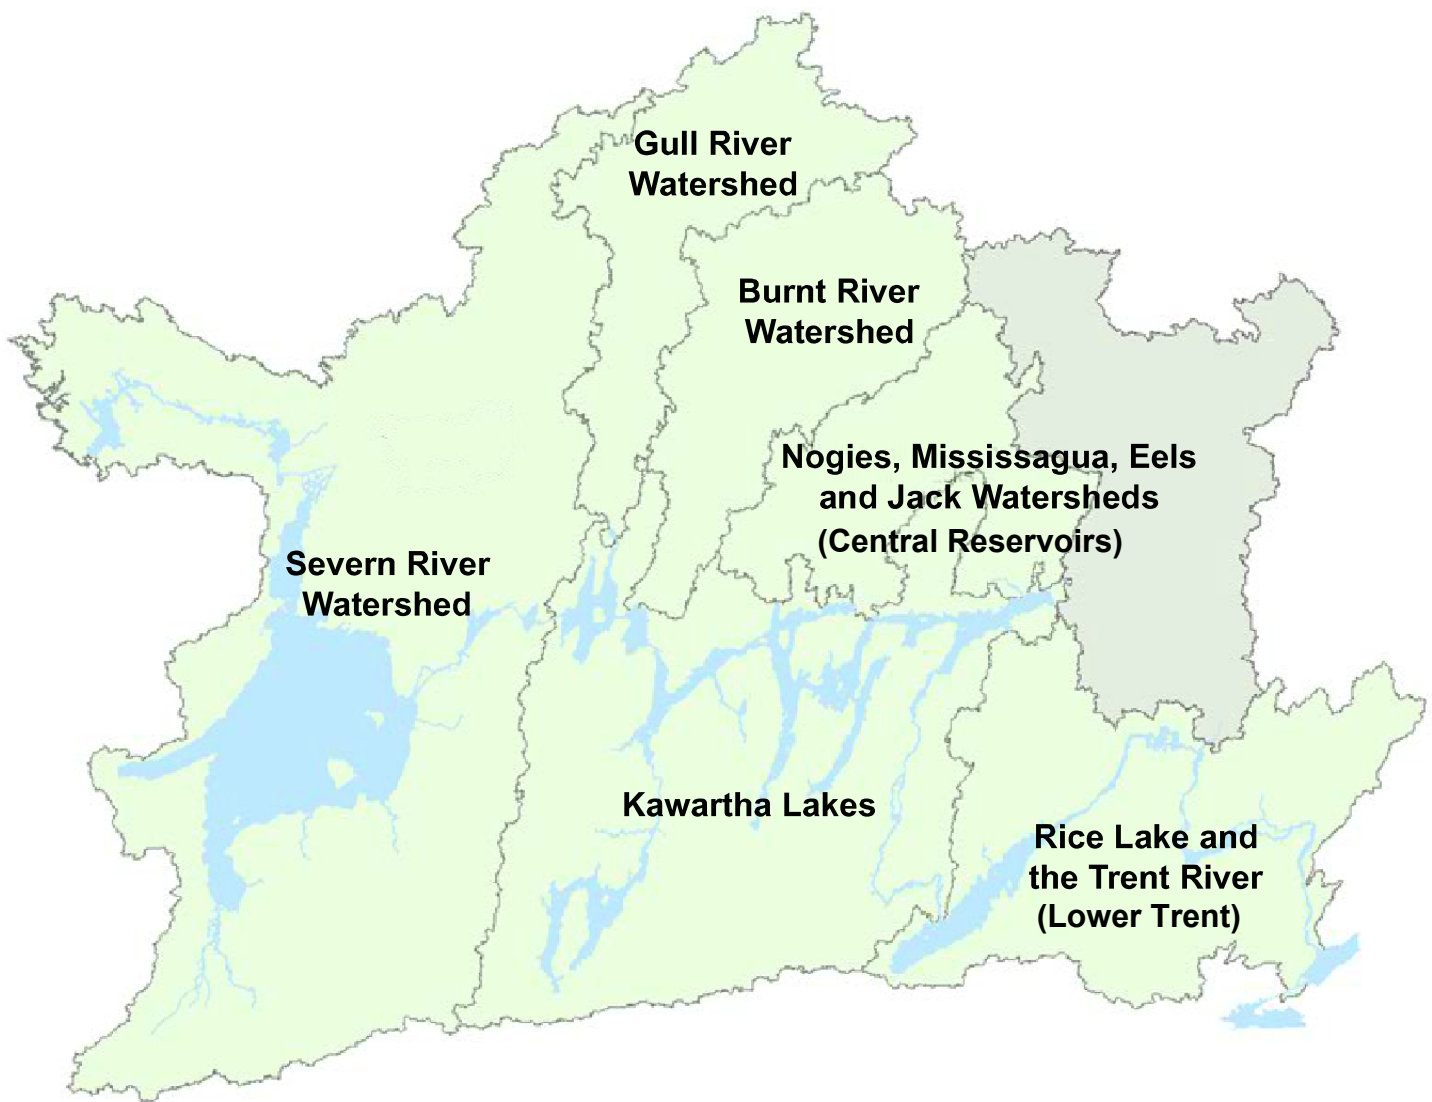 Gull River
Watershed
Burnt River
Watershed
Nogies, Mississagua, Eels
and Jack Watersheds
(Central Reservoirs)
Severn River
Watershed
Kawartha Lakes
Rice Lake and
the Trent River
(Lower Trent)